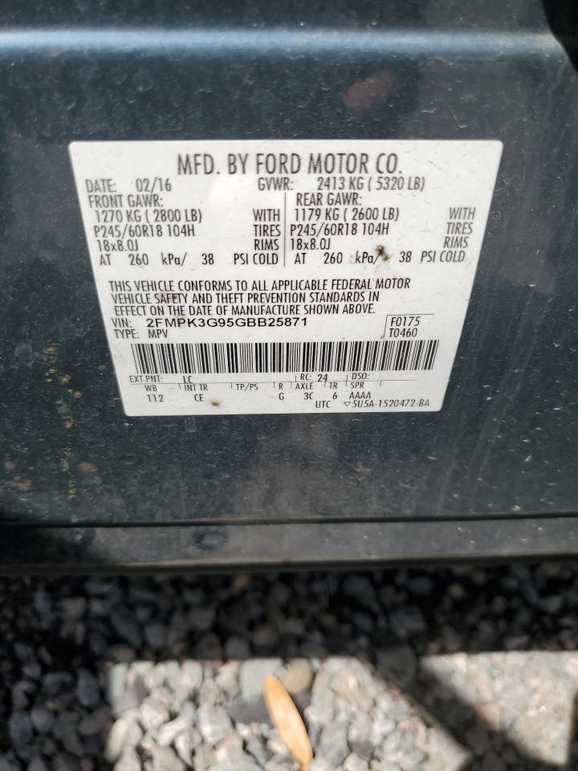 MFD. BY FORD MOTOR CO.
DATE: 02/16 GVWR: 2413 KG ( 5320 LB)
FRONT GAWR: REAR GAWR:
1270 KG ( 2800 LB) WITH 1179 KG ( 2600 LB) WITH
P245/60R18 104H TIRES P245/60R18 104H TIRES
18x8.0J RIMS 18x8.0J RIMS
AT 260 kPa/ 38 PSI COLD AT 260 kPa/ 38 PSI COLD
THIS VEHICLE CONFORMS TO ALL APPLICABLE FEDERAL MOTOR
VEHICLE SAFETY AND THEFT PREVENTION STANDARDS IN
EFFECT ON THE DATE OF MANUFACTURE SHOWN ABOVE.
VIN: 2FMPK3G95GBB25871 F0175
TYPE: MPV T0460
EXT PNT: LC RC: 24 DSO:
WB INT TR TP/PS R AXLE TR SPR
112 CE G 3C 6 AAAA
UTC ▽5U5A-1520472-BA